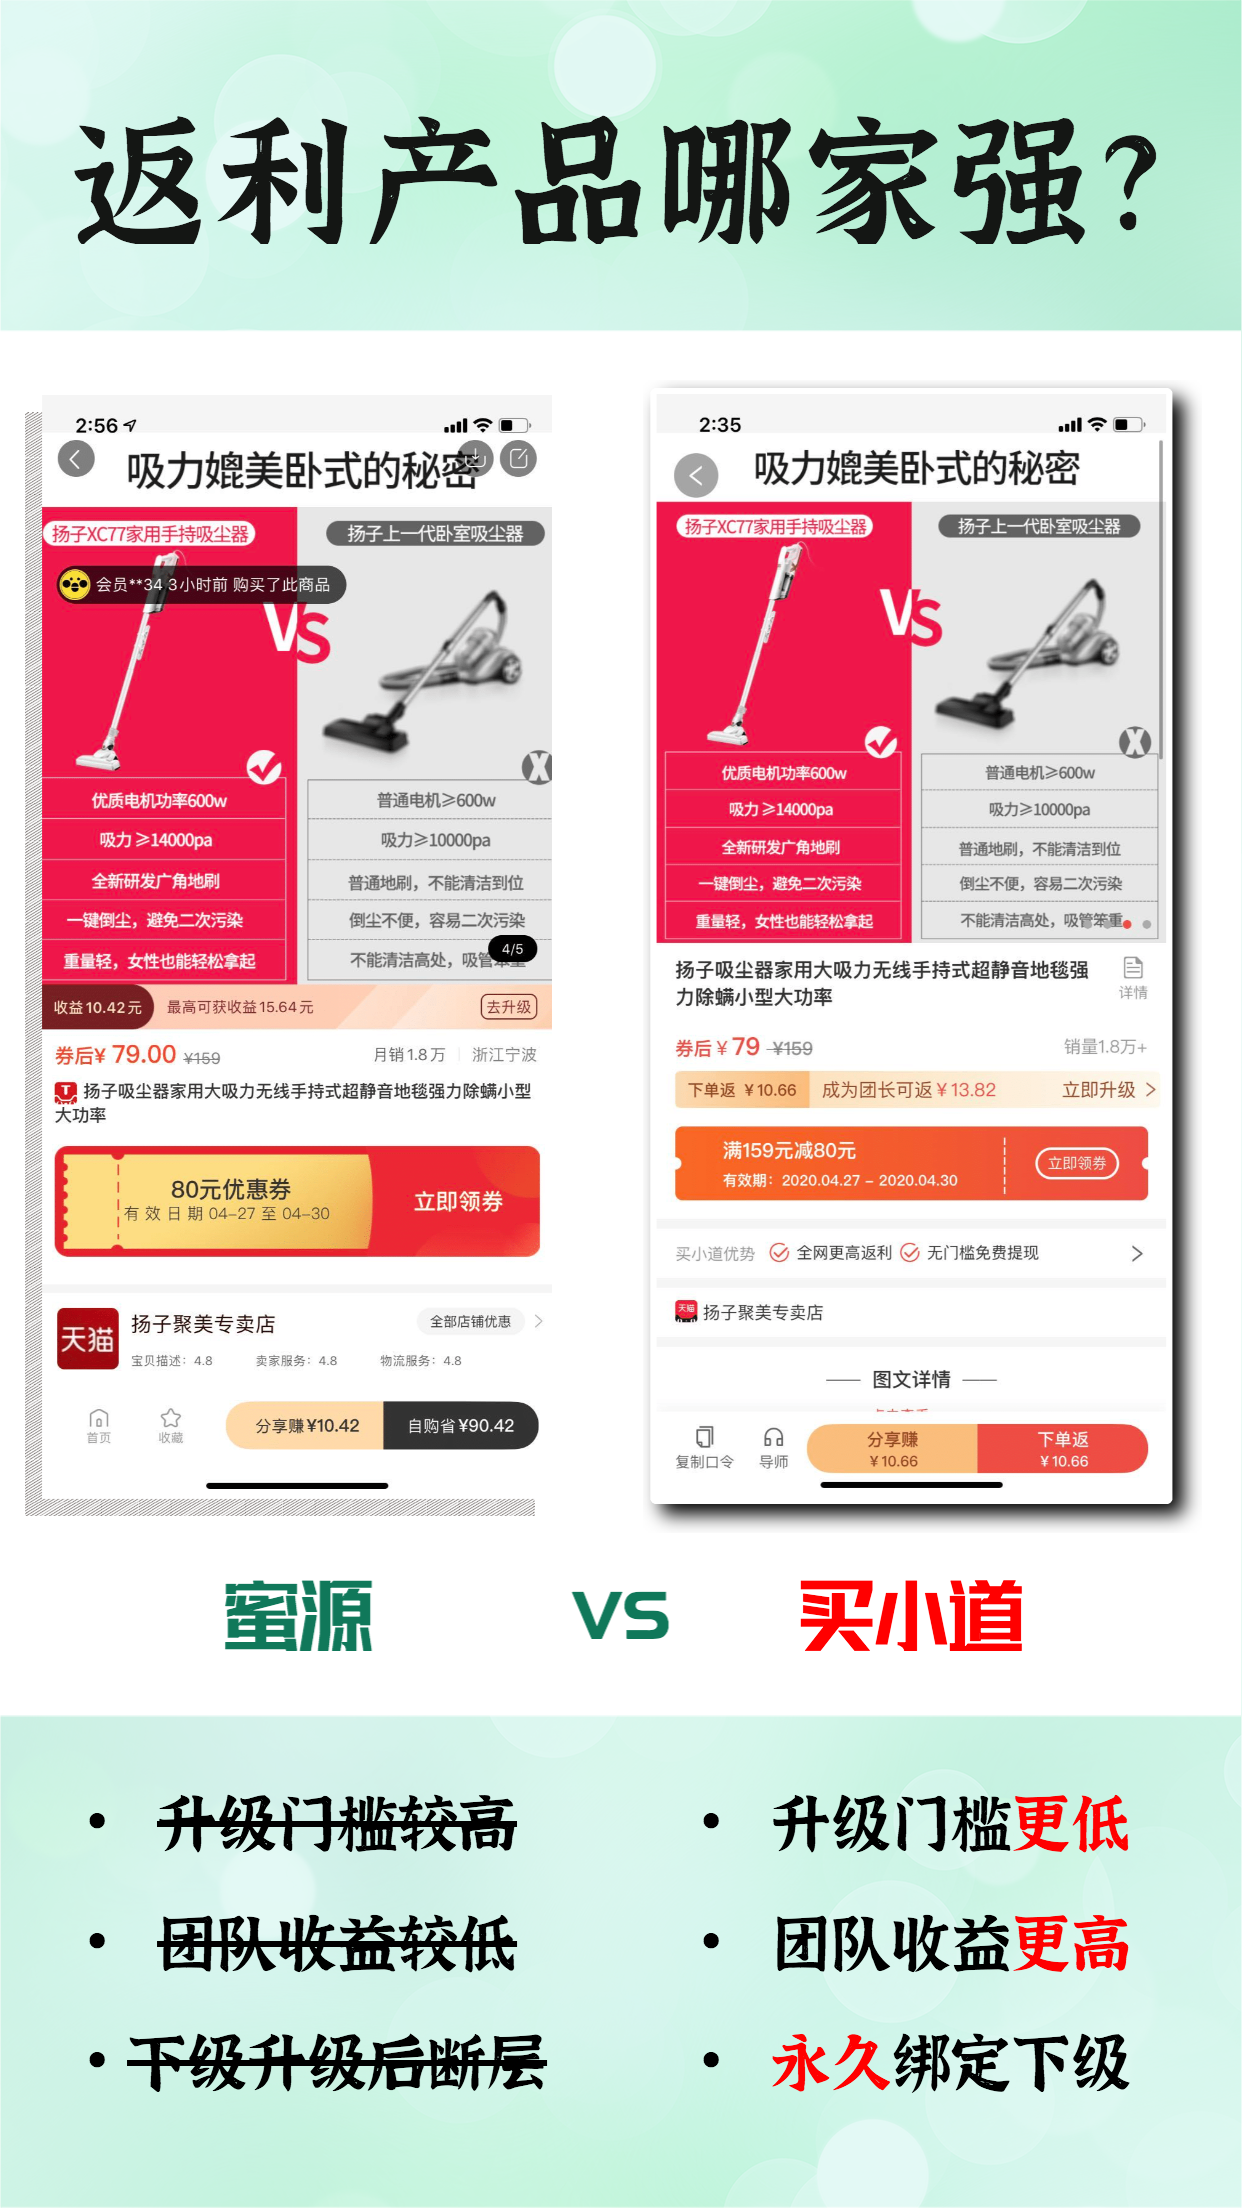 返利产品哪家强?
2:56
吸力媲美卧式的秘密
扬子XC77家用手持吸尘器
扬子上一代卧室吸尘器
会员**34 3小时前 购买了此商品
VS
优质电机功率600w
普通电机≥600w
吸力 ≥14000pa
吸力≥10000pa
全新研发广角地刷
普通地刷，不能清洁到位
一键倒尘，避免二次污染
倒尘不便，容易二次污染
重量轻，女性也能轻松拿起
不能清洁高处，吸管笨重
4/5
收益10.42元
最高可获收益15.64元
去升级
券后¥ 79.00 ¥159
月销1.8万
浙江宁波
扬子吸尘器家用大吸力无线手持式超静音地毯强力除螨小型
大功率
80元优惠券
有效日期 04-27 至 04-30
立即领券
天猫
扬子聚美专卖店
全部店铺优惠
宝贝描述：4.8
卖家服务：4.8
物流服务：4.8
首页
收藏
分享赚¥10.42
自购省¥90.42
2:35
吸力媲美卧式的秘密
扬子XC77家用手持吸尘器
扬子上一代卧室吸尘器
VS
X
优质电机功率600w
普通电机≥600w
吸力 ≥14000pa
吸力≥10000pa
全新研发广角地刷
普通地刷，不能清洁到位
一键倒尘，避免二次污染
倒尘不便，容易二次污染
重量轻，女性也能轻松拿起
不能清洁高处，吸管笨重
扬子吸尘器家用大吸力无线手持式超静音地毯强
力除螨小型大功率
详情
券后 ¥ 79 ¥159
销量1.8万+
下单返 ¥10.66
成为团长可返 ¥13.82
立即升级
满159元减80元
有效期：2020.04.27 – 2020.04.30
立即领券
买小道优势
全网更高返利
无门槛免费提现
天猫
扬子聚美专卖店
图文详情
复制口令
导师
分享赚
¥10.66
下单返
¥10.66
蜜源
VS
买小道
• 升级门槛较高
• 团队收益较低
• 下级升级后断层
• 升级门槛更低
• 团队收益更高
• 永久绑定下级